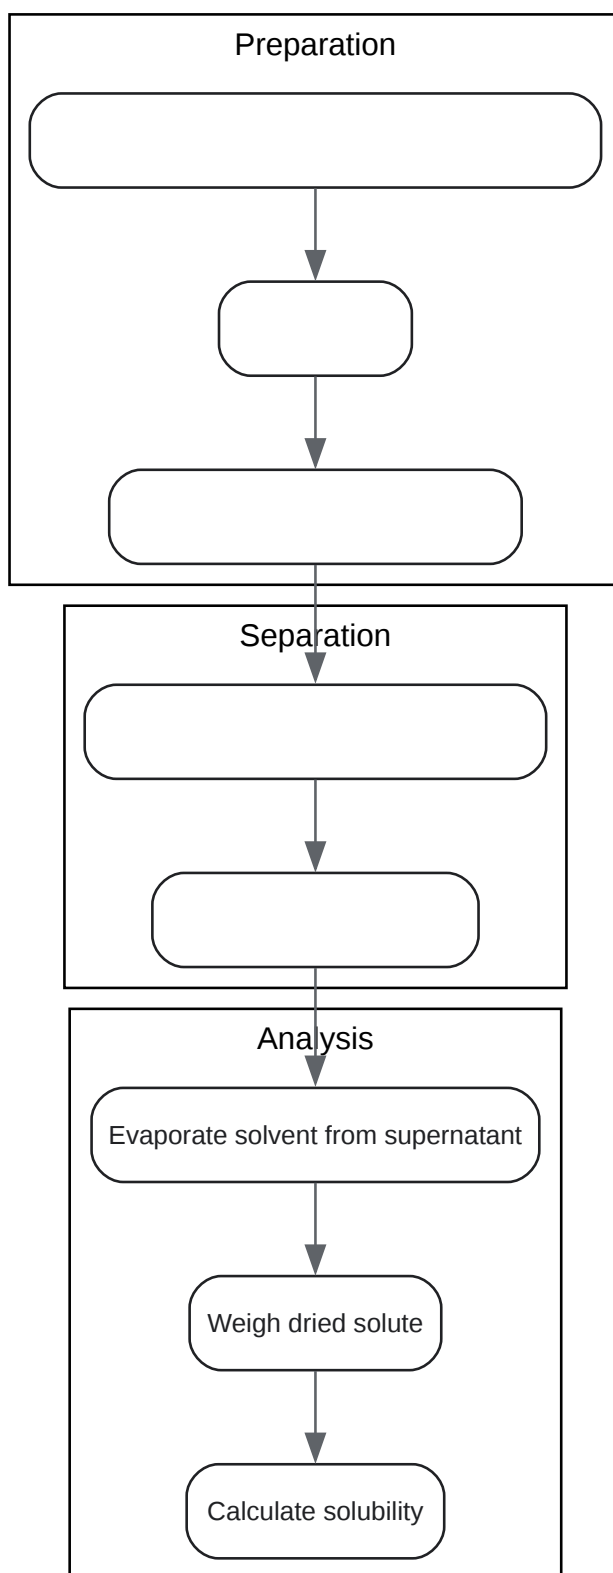 Preparation
Separation
Analysis
Evaporate solvent from supernatant
Weigh dried solute
Calculate solubility